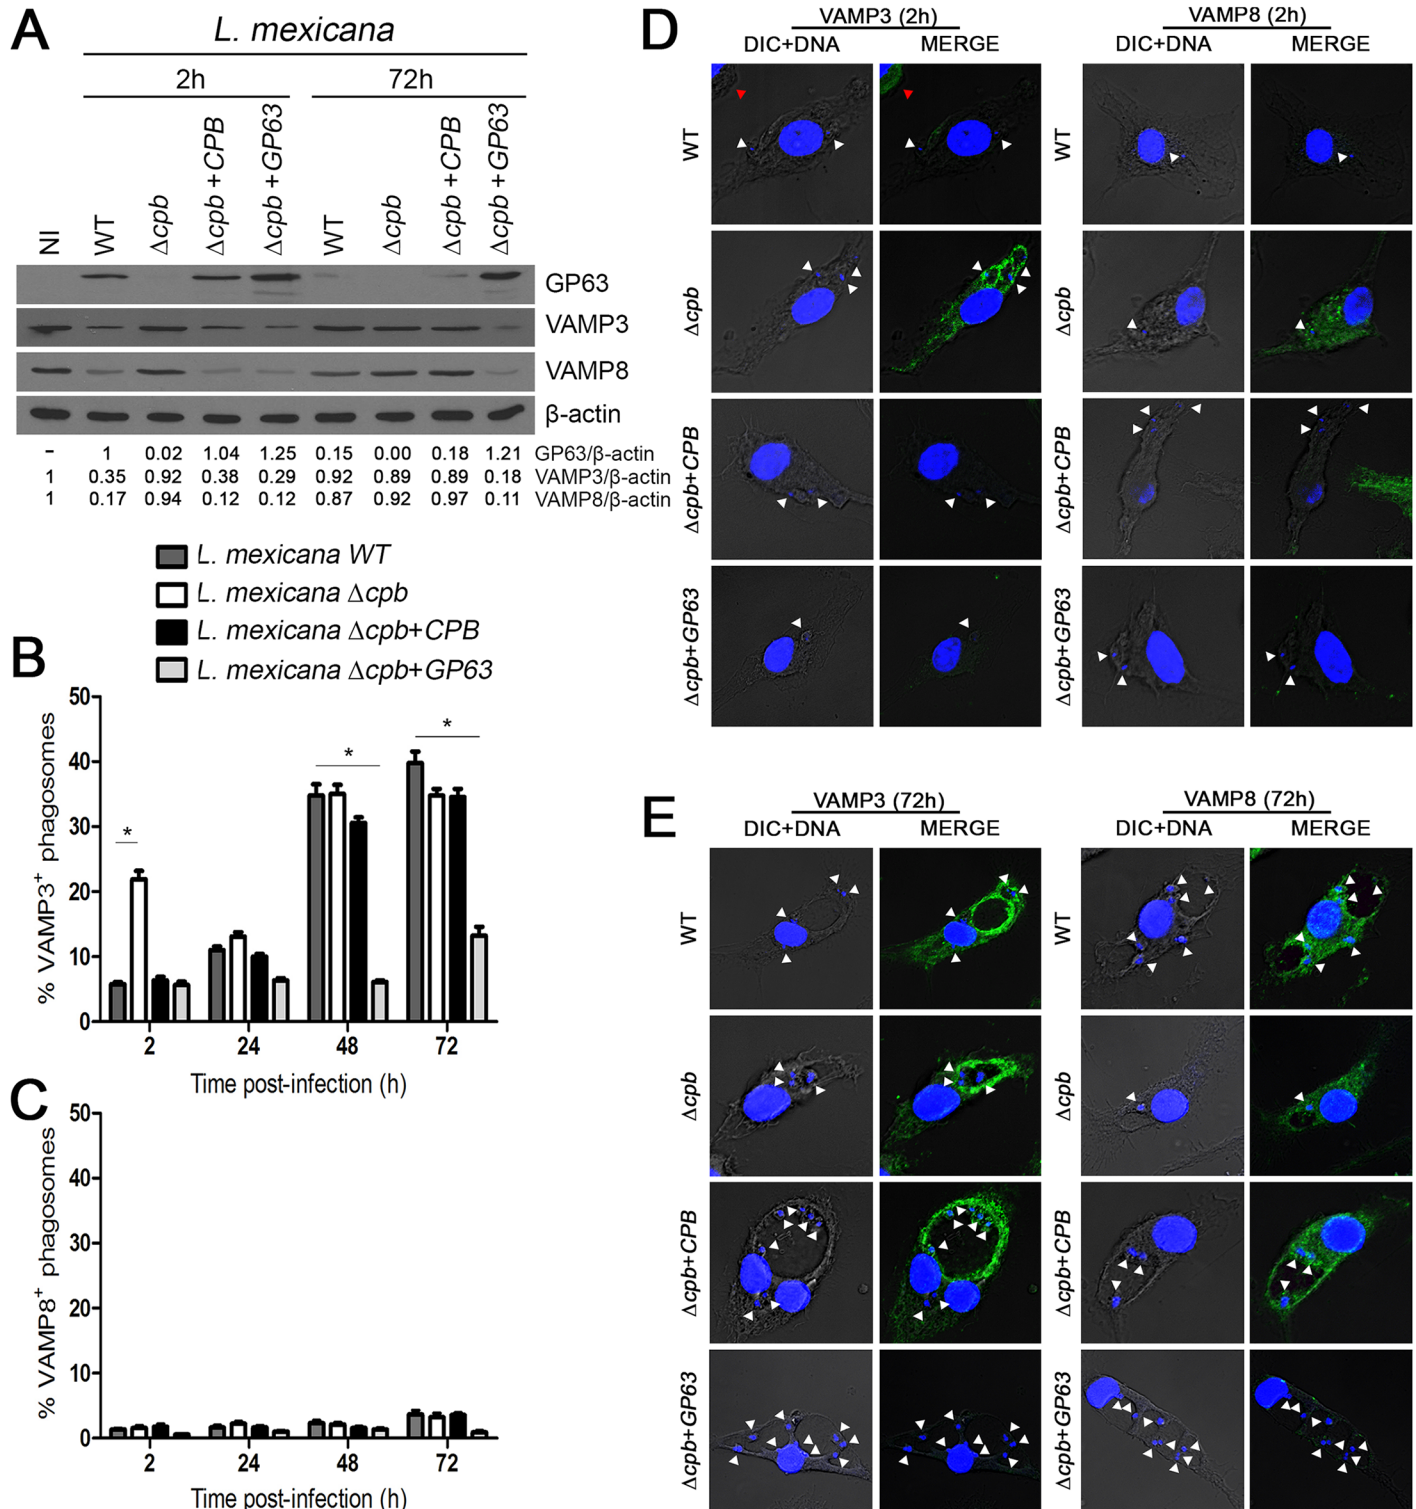 A
L. mexicana
2h 72h
NI WT Δcpb Δcpb+CPB Δcpb+GP63 WT Δcpb Δcpb+CPB Δcpb+GP63
GP63
VAMP3
VAMP8
β-actin
- 1 0.02 1.04 1.25 0.15 0.00 0.18 1.21 GP63/β-actin
1 0.35 0.92 0.38 0.29 0.92 0.89 0.89 0.18 VAMP3/β-actin
1 0.17 0.94 0.12 0.12 0.87 0.92 0.97 0.11 VAMP8/β-actin
L. mexicana WT
L. mexicana Δcpb
L. mexicana Δcpb+CPB
L. mexicana Δcpb+GP63
B
% VAMP3+ phagosomes
50
40
30
20
10
0
*
*
*
2 24 48 72
Time post-infection (h)
C
% VAMP8+ phagosomes
50
40
30
20
10
0
2 24 48 72
Time post-infection (h)
D
VAMP3 (2h) VAMP8 (2h)
DIC+DNA MERGE DIC+DNA MERGE
WT WT
Δcpb Δcpb
Δcpb+CPB Δcpb+CPB
Δcpb+GP63 Δcpb+GP63
E
VAMP3 (72h) VAMP8 (72h)
DIC+DNA MERGE DIC+DNA MERGE
WT WT
Δcpb Δcpb
Δcpb+CPB Δcpb+CPB
Δcpb+GP63 Δcpb+GP63